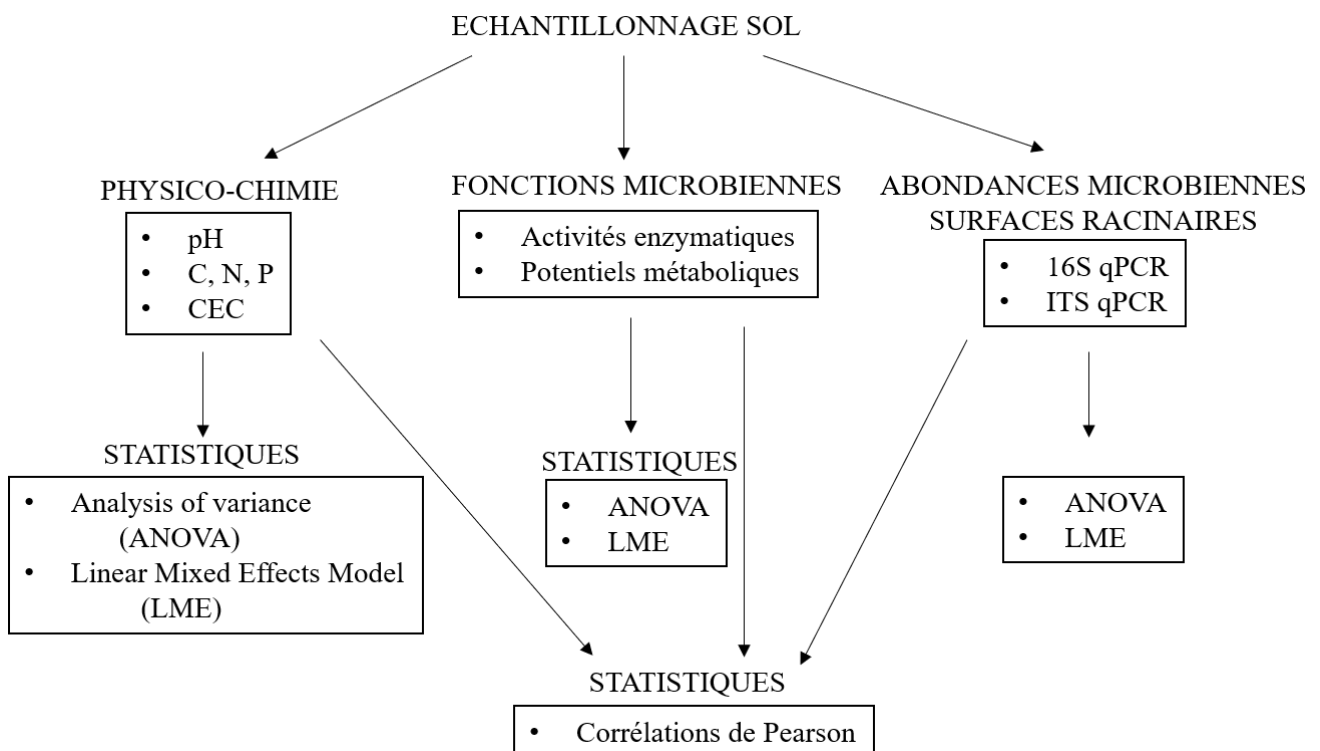 ECHANTILLONNAGE SOL
PHYSICO-CHIMIE
• pH
• C, N, P
• CEC
FONCTIONS MICROBIENNES
• Activités enzymatiques
• Potentiels métaboliques
ABONDANCES MICROBIENNES
SURFACES RACINAIRES
• 16S qPCR
• ITS qPCR
STATISTIQUES
• Analysis of variance
(ANOVA)
• Linear Mixed Effects Model
(LME)
STATISTIQUES
• ANOVA
• LME
• ANOVA
• LME
STATISTIQUES
• Corrélations de Pearson